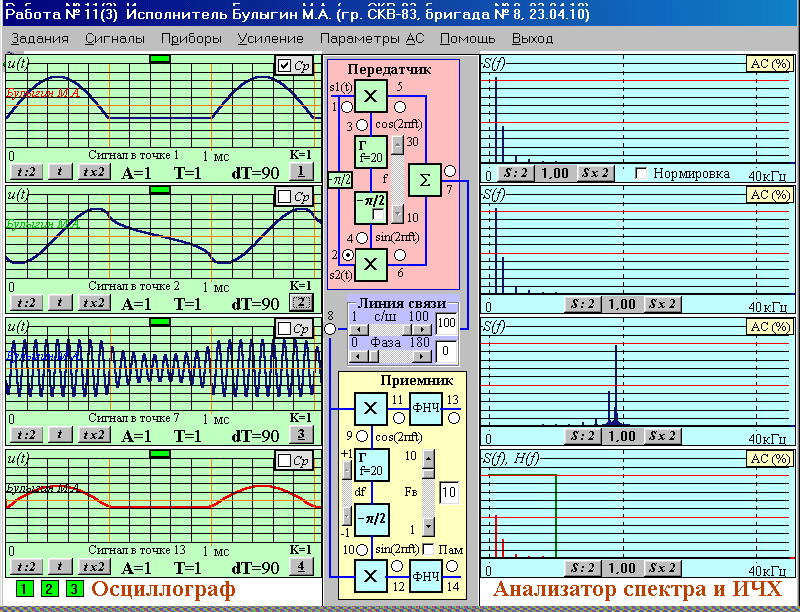 Работа №11(3) Исполнитель Булыгин М.А. (гр. СКВ-83, бригада №8, 23.04.10)
Задания Сигналы Приборы Усиление Параметры АС Помощь Выход
u(t) Ср
Булыгин М.А
0 Сигнал в точке 1 1 мс K=1
t:2 t tx2 A=1 T=1 dT=90 1
u(t) Ср
Булыгин М.А
0 Сигнал в точке 2 1 мс K=1
t:2 t tx2 A=1 T=1 dT=90 2
u(t) Ср
Булыгин М.А
0 Сигнал в точке 7 1 мс K=1
t:2 t tx2 A=1 T=1 dT=90 3
u(t) Ср
Булыгин М.А
0 Сигнал в точке 13 1 мс K=1
t:2 t tx2 A=1 T=1 dT=90 4
1 2 3 Осциллограф
Передатчик
s1(t) X 5
1
3 cos(2πft)
Г f=20 30
-π/2 f Σ
7
-π/2 10
4 sin(2πft)
2
s2(t) X 6
Линия связи
8 1 с/ш 100 100
0 Фаза 180 0
Приемник
X 11 ФНЧ 13
9 cos(2πft)
+1 Г f=20 10
df Fв 10
-1 -π/2 1
10 sin(2πft) Пам
X 12 ФНЧ 14
S(f) АС (%)
0 S:2 1,00 Sx2 Нормировка 40кГц
S(f) АС (%)
0 S:2 1,00 Sx2 40кГц
S(f) АС (%)
0 S:2 1,00 Sx2 40кГц
S(f), H(f) АС (%)
0 S:2 1,00 Sx2 40кГц
Анализатор спектра и ИЧХ